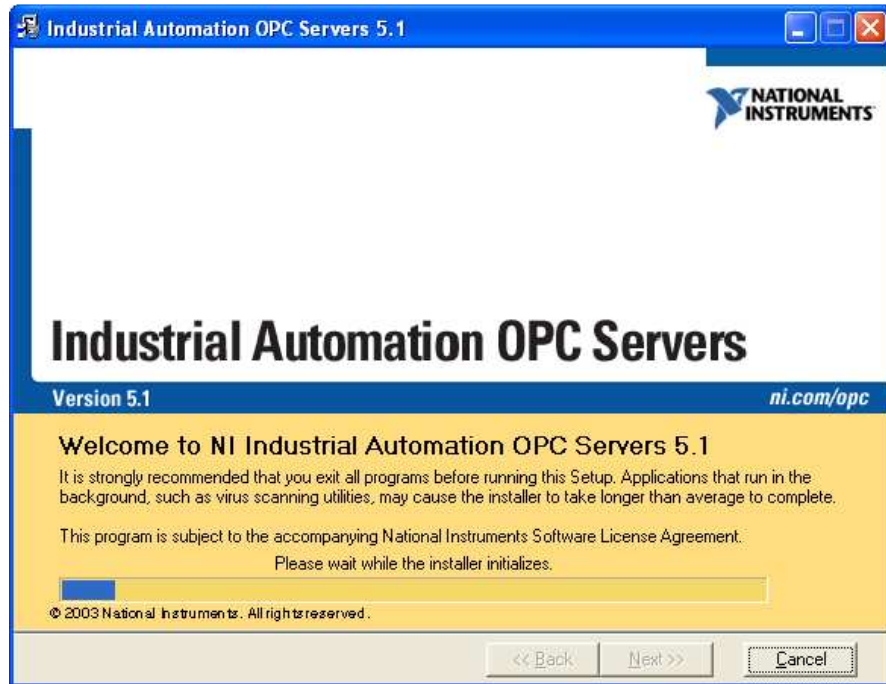 Industrial Automation OPC Servers 5.1
NATIONAL
INSTRUMENTS
Industrial Automation OPC Servers
Version 5.1
ni.com/opc
Welcome to NI Industrial Automation OPC Servers 5.1
It is strongly recommended that you exit all programs before running this Setup. Applications that run in the
background, such as virus scanning utilities, may cause the installer to take longer than average to complete.
This program is subject to the accompanying National Instruments Software License Agreement.
Please wait while the installer initializes.
© 2003 National Instruments. All rights reserved.
<< Back
Next >>
Cancel